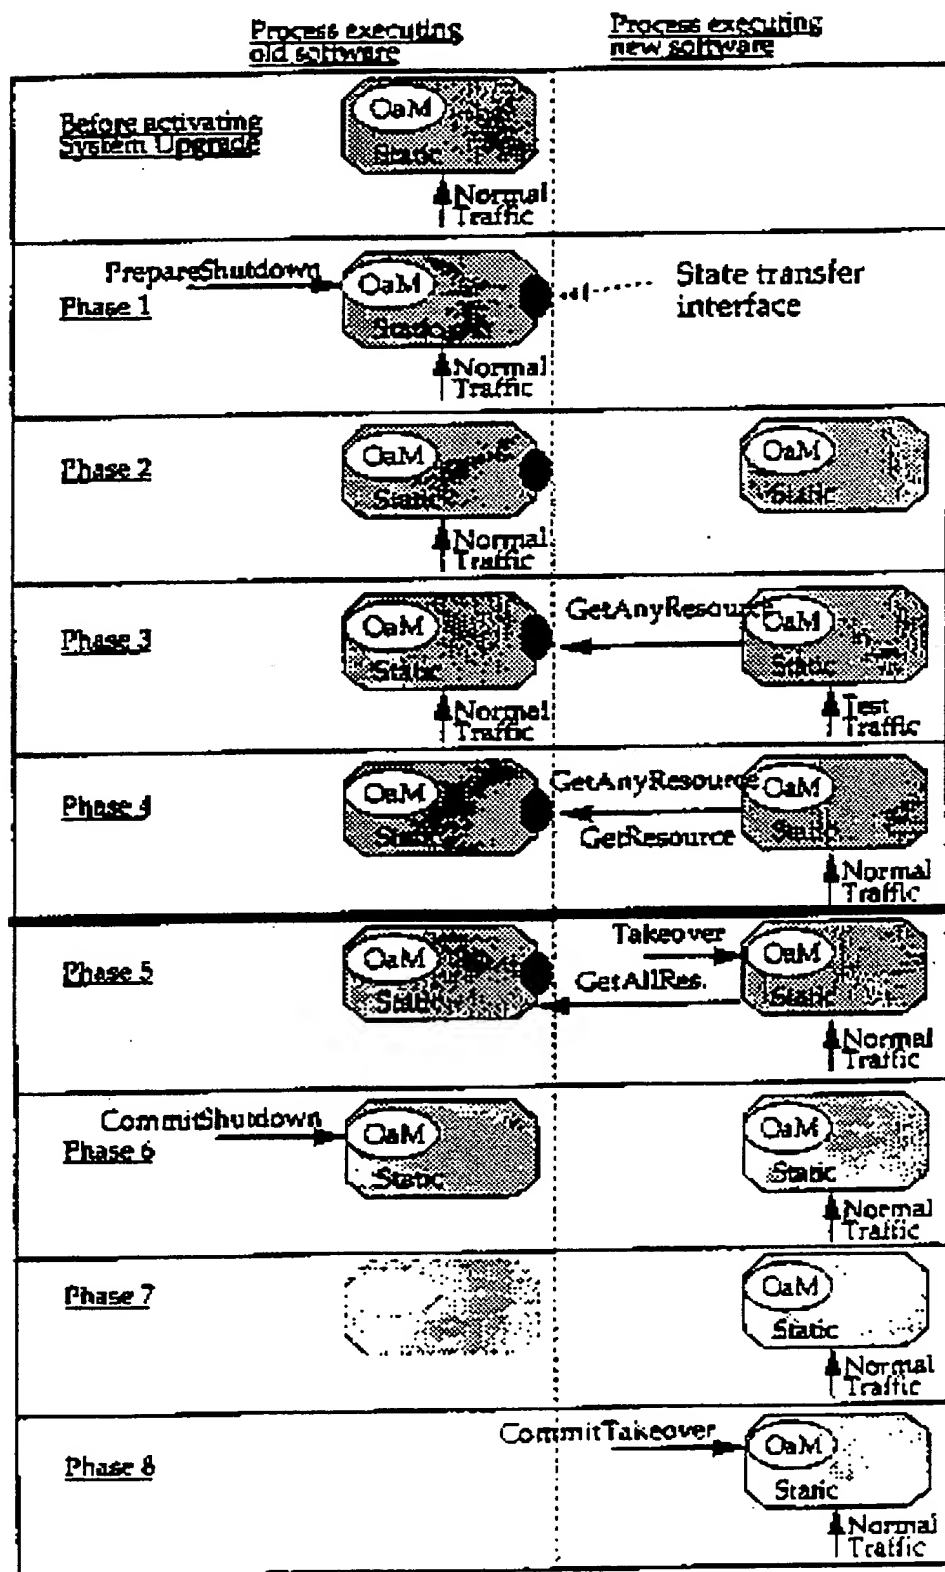 Process executing
old software
Process executing
new software
Before activating
System Upgrade
OaM
Static
Normal
Traffic
PrepareShutdown
Phase 1
OaM
Static
Normal
Traffic
State transfer
interface
Phase 2
OaM
Static
Normal
Traffic
OaM
Static
Phase 3
OaM
Static
Normal
Traffic
GetAnyResource
OaM
Static
Test
Traffic
Phase 4
OaM
Static
GetAnyResource
GetResource
OaM
Static
Normal
Traffic
Phase 5
OaM
Static
Takeover
GetAllRes.
OaM
Static
Normal
Traffic
CommitShutdown
Phase 6
OaM
Static
OaM
Static
Normal
Traffic
Phase 7
OaM
Static
Normal
Traffic
Phase 8
CommitTakeover
OaM
Static
Normal
Traffic